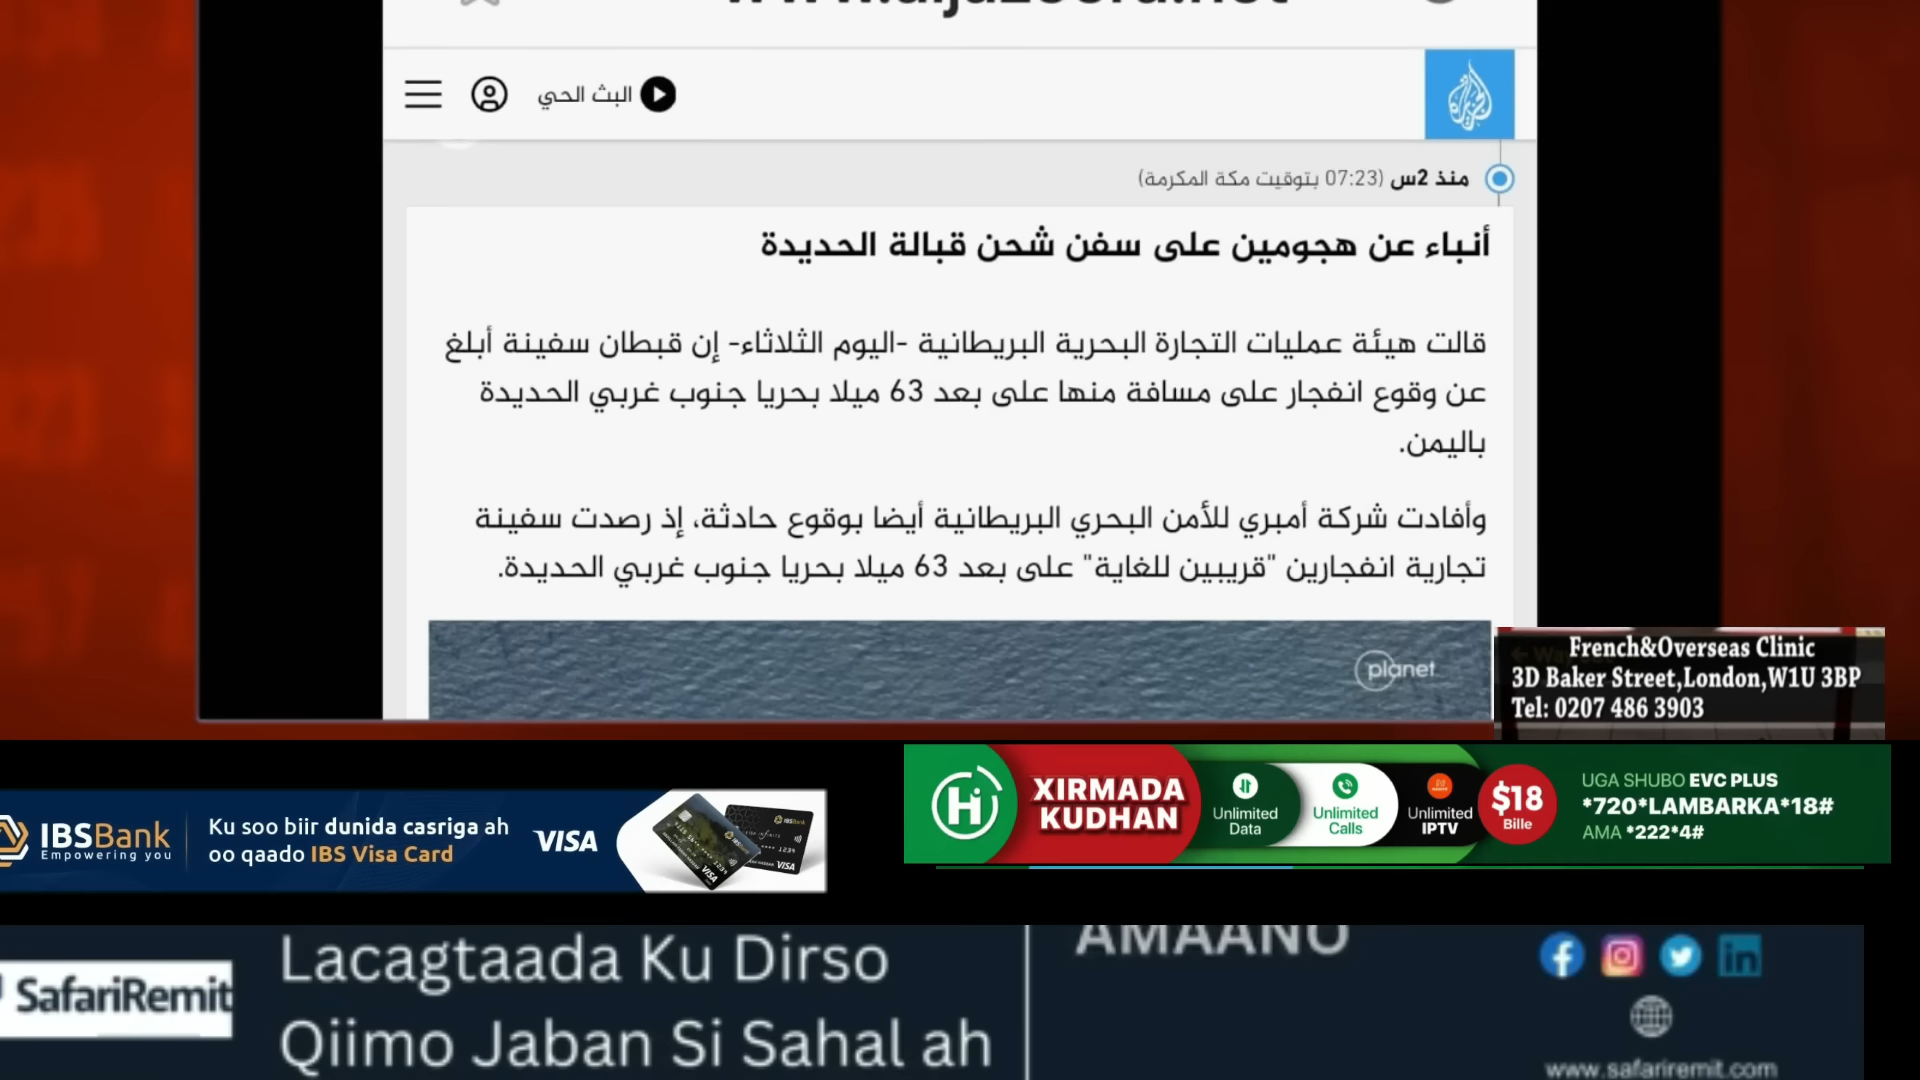 البث الحي
منذ 2س (07:23 بتوقيت مكة المكرمة)
أنباء عن هجومين على سفن شحن قبالة الحديدة
قالت هيئة عمليات التجارة البحرية البريطانية -اليوم الثلاثاء- إن قبطان سفينة أبلغ
عن وقوع انفجار على مسافة منها على بعد 63 ميلا بحريا جنوب غربي الحديدة
باليمن.
وأفادت شركة أمبري للأمن البحري البريطانية أيضا بوقوع حادثة، إذ رصدت سفينة
تجارية انفجارين "قريبين للغاية" على بعد 63 ميلا بحريا جنوب غربي الحديدة.
planet
French&Overseas Clinic
3D Baker Street,London,W1U 3BP
Tel: 0207 486 3903
IBSBank
Empowering you
Ku soo biir dunida casriga ah
oo qaado IBS Visa Card
VISA
XIRMADA
KUDHAN
Unlimited
Data
Unlimited
Calls
Unlimited
IPTV
$18
Bille
UGA SHUBO EVC PLUS
*720*LAMBARKA*18#
AMA *222*4#
SafariRemit
Lacagtaada Ku Dirso
Qiimo Jaban Si Sahal ah
AMAANO
www.safariremit.com